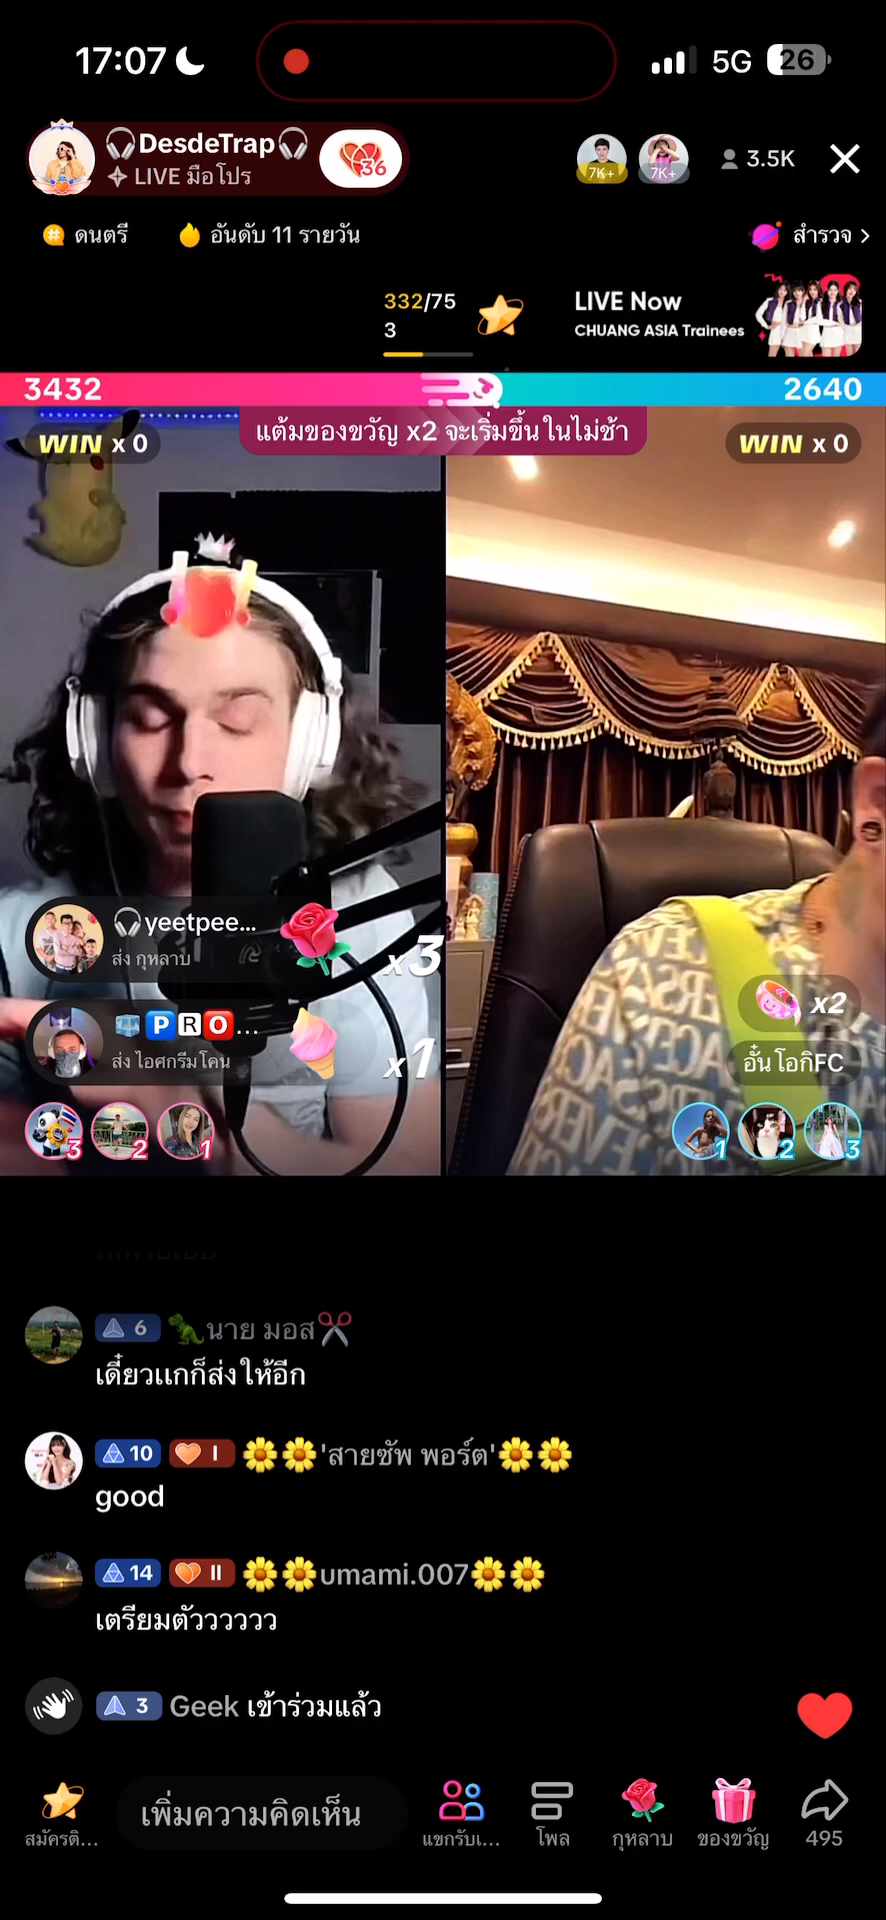 17:07
5G
26
🎧DesdeTrap🎧
LIVE มือโปร
36
7K+
7K+
3.5K
ดนตรี
อันดับ 11 รายวัน
สำรวจ
332/75
3
LIVE Now
CHUANG ASIA Trainees
3432
2640
แต้มของขวัญ x2 จะเริ่มขึ้นในไม่ช้า
WIN x 0
WIN x 0
🎧yeetpee...
ส่ง กุหลาบ
x3
🧊🅿🅁🅾...
ส่ง ไอศกรีมโคน
x1
x2
อั๋นโอกิFC
3
2
1
1
2
3
6 🦖นาย มอส✂️
เดี๋ยวแกก็ส่งให้อีก
10 I 🌼🌼'สายซัพ พอร์ต'🌼🌼
good
14 II 🌼🌼umami.007🌼🌼
เตรียมตัวววววว
3 Geek เข้าร่วมแล้ว
สมัครติ...
เพิ่มความคิดเห็น
แขกรับเ...
โพล
กุหลาบ
ของขวัญ
495